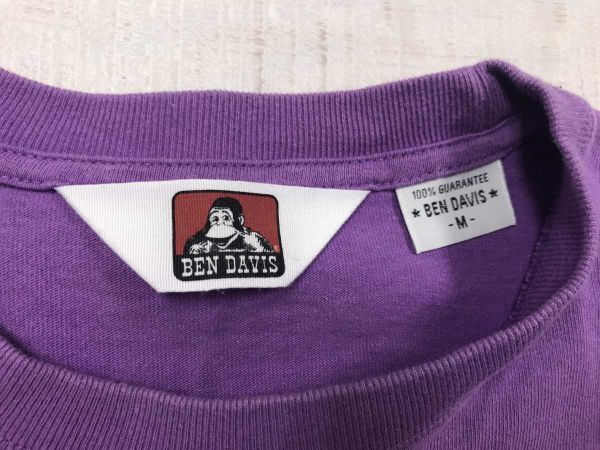 BEN DAVIS
100% GUARANTEE
★ BEN DAVIS ★
- M -